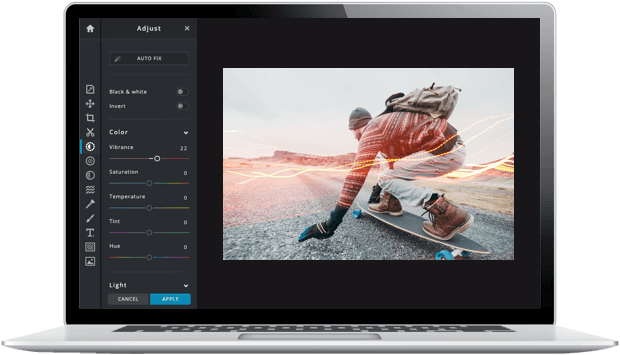 Adjust
AUTO FIX
Black & white
Invert
Color
Vibrance 22
Saturation 0
Temperature 0
Tint 0
Hue 0
Light
CANCEL APPLY